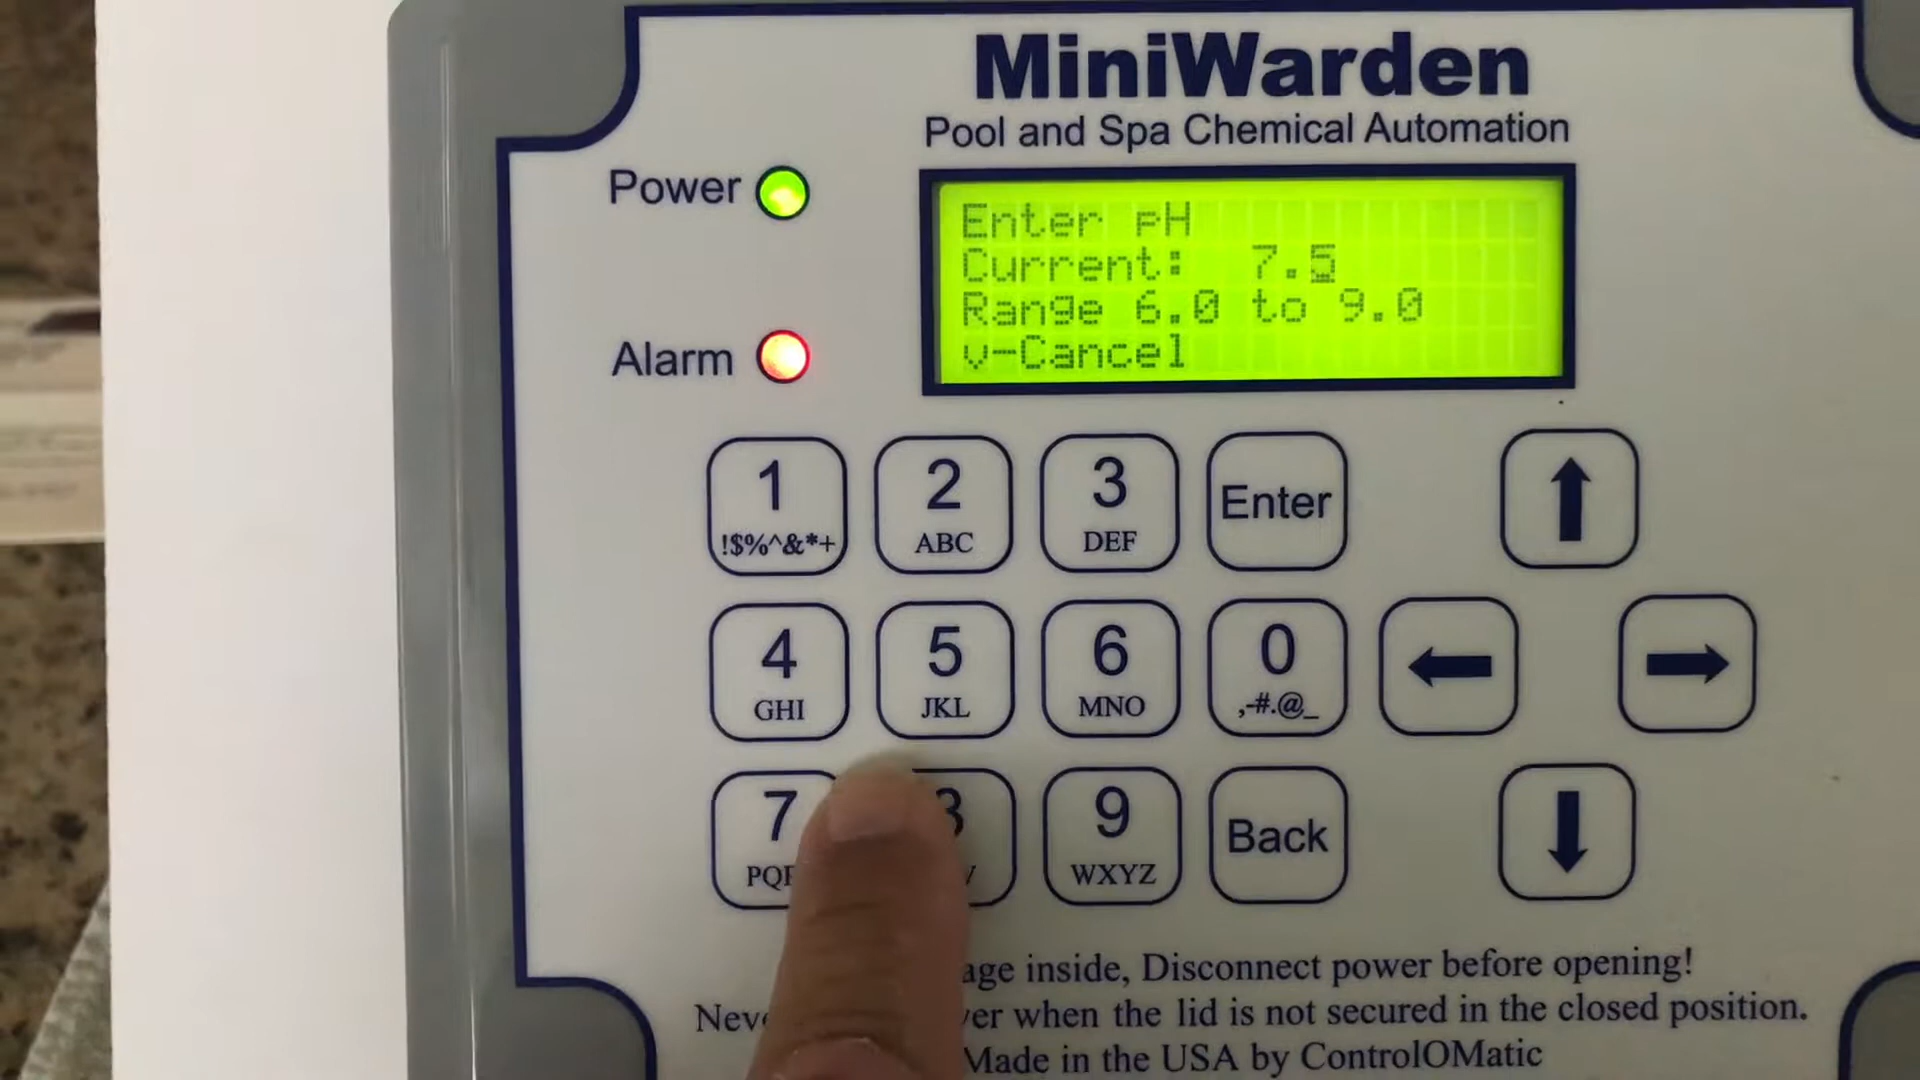 MiniWarden
Pool and Spa Chemical Automation
Power
Alarm
Enter pH
Current: 7.5
Range 6.0 to 9.0
v-Cancel
1 2 3 Enter
!$%^&*+ ABC DEF
4 5 6 0
GHI JKL MNO ,-#.@_
7 9 Back
WXYZ
inside, Disconnect power before opening!
when the lid is not secured in the closed position.
Made in the USA by ControlOMatic